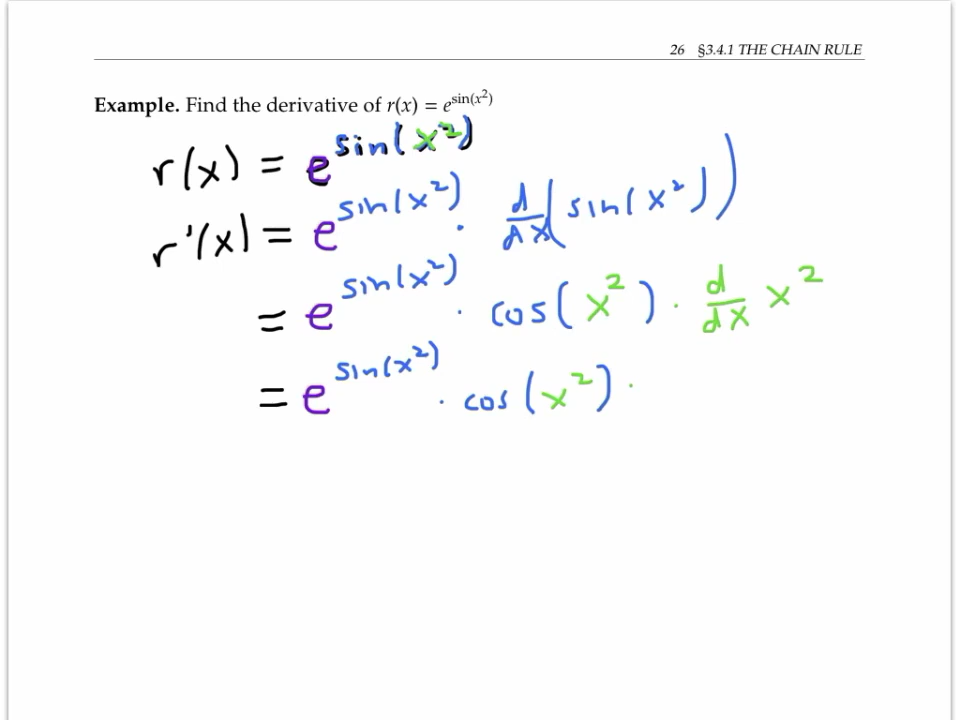 26 §3.4.1 THE CHAIN RULE
Example. Find the derivative of r(x) = e^sin(x²)
r(x) = e^sin(x²)
r'(x) = e^sin(x²) · d/dx (sin(x²))
= e^sin(x²) · cos(x²) · d/dx x²
= e^sin(x²) · cos(x²) ·